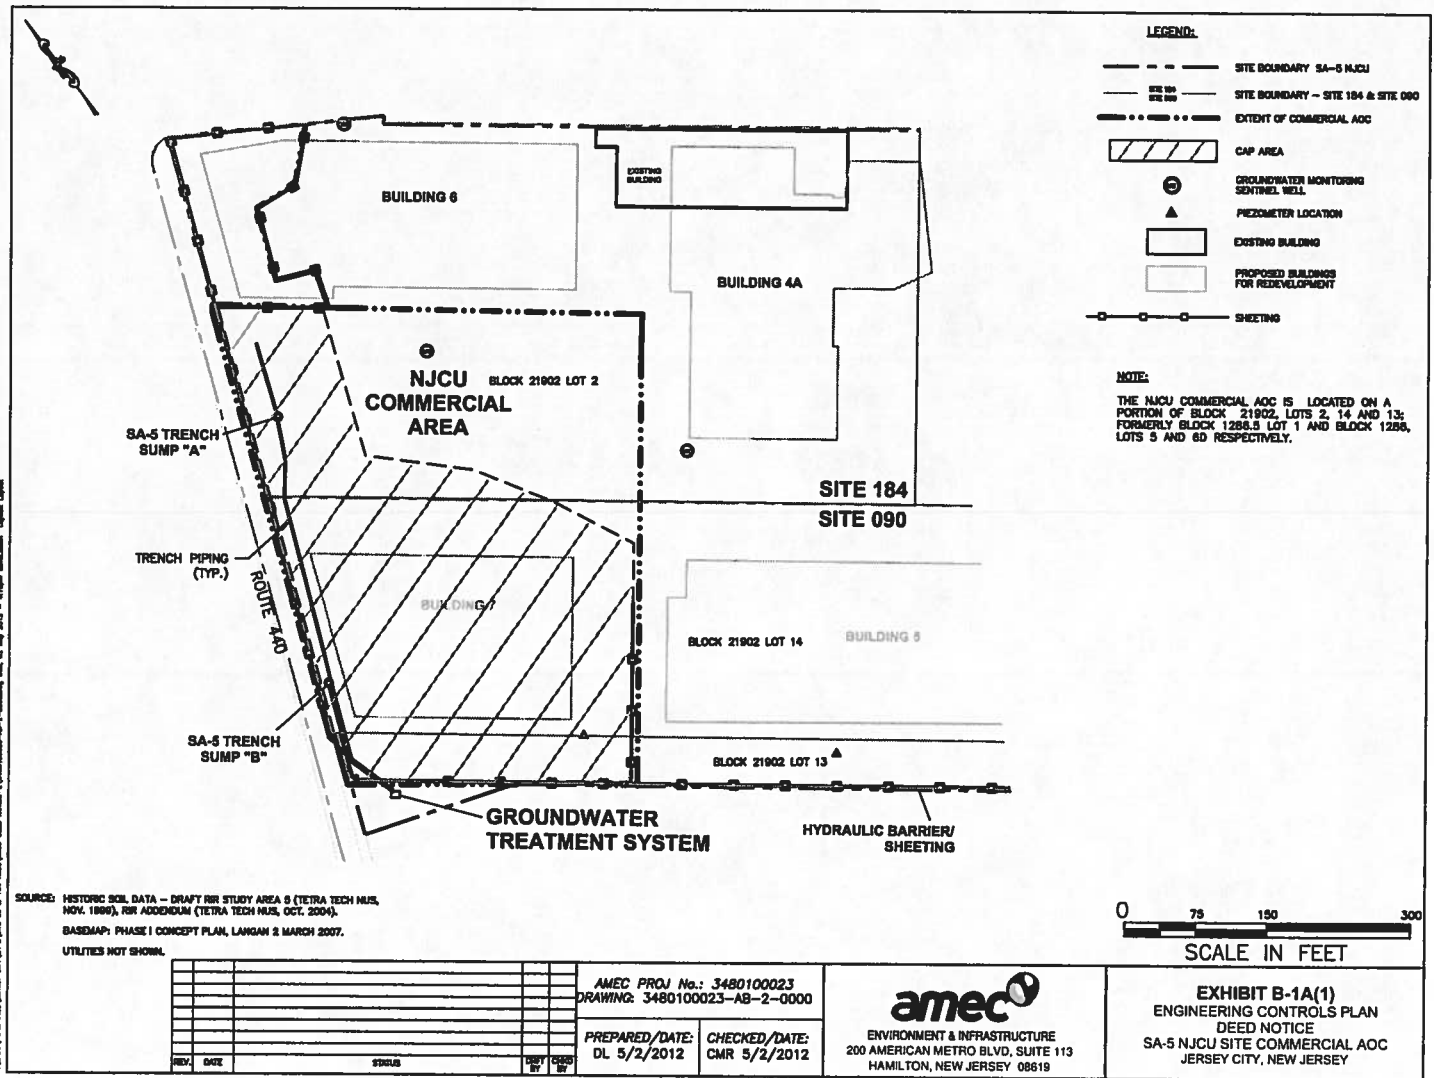 LEGEND:
SITE BOUNDARY SA-5 NJCU
SITE 184
SITE 090
SITE BOUNDARY - SITE 184 & SITE 090
EXTENT OF COMMERCIAL AOC
CAP AREA
GROUNDWATER MONITORING
SENTINEL WELL
PIEZOMETER LOCATION
EXISTING BUILDING
PROPOSED BUILDINGS
FOR REDEVELOPMENT
SHEETING
NOTE:
THE NJCU COMMERCIAL AOC IS LOCATED ON A
PORTION OF BLOCK 21902, LOTS 2, 14 AND 13;
FORMERLY BLOCK 1288.5 LOT 1 AND BLOCK 1288,
LOTS 5 AND 6D RESPECTIVELY.
BUILDING 6
EXISTING
BUILDING
BUILDING 4A
NJCU
COMMERCIAL
AREA
BLOCK 21902 LOT 2
SA-5 TRENCH
SUMP "A"
SITE 184
SITE 090
TRENCH PIPING
(TYP.)
ROUTE 440
BUILDING 7
BLOCK 21902 LOT 14
BUILDING 5
SA-5 TRENCH
SUMP "B"
BLOCK 21902 LOT 13
GROUNDWATER
TREATMENT SYSTEM
HYDRAULIC BARRIER/
SHEETING
SOURCE: HISTORIC SOIL DATA - DRAFT RIR STUDY AREA 5 (TETRA TECH NUS,
NOV. 1999), RIR ADDENDUM (TETRA TECH NUS, OCT. 2004).
BASEMAP: PHASE I CONCEPT PLAN, LANGAN 2 MARCH 2007.
UTILITIES NOT SHOWN.
0 75 150 300
SCALE IN FEET
REV. DATE STATUS DRFT BY CHKD BY
AMEC PROJ No.: 3480100023
DRAWING: 3480100023-AB-2-0000
PREPARED/DATE:
DL 5/2/2012
CHECKED/DATE:
CMR 5/2/2012
amec
ENVIRONMENT & INFRASTRUCTURE
200 AMERICAN METRO BLVD, SUITE 113
HAMILTON, NEW JERSEY 08619
EXHIBIT B-1A(1)
ENGINEERING CONTROLS PLAN
DEED NOTICE
SA-5 NJCU SITE COMMERCIAL AOC
JERSEY CITY, NEW JERSEY